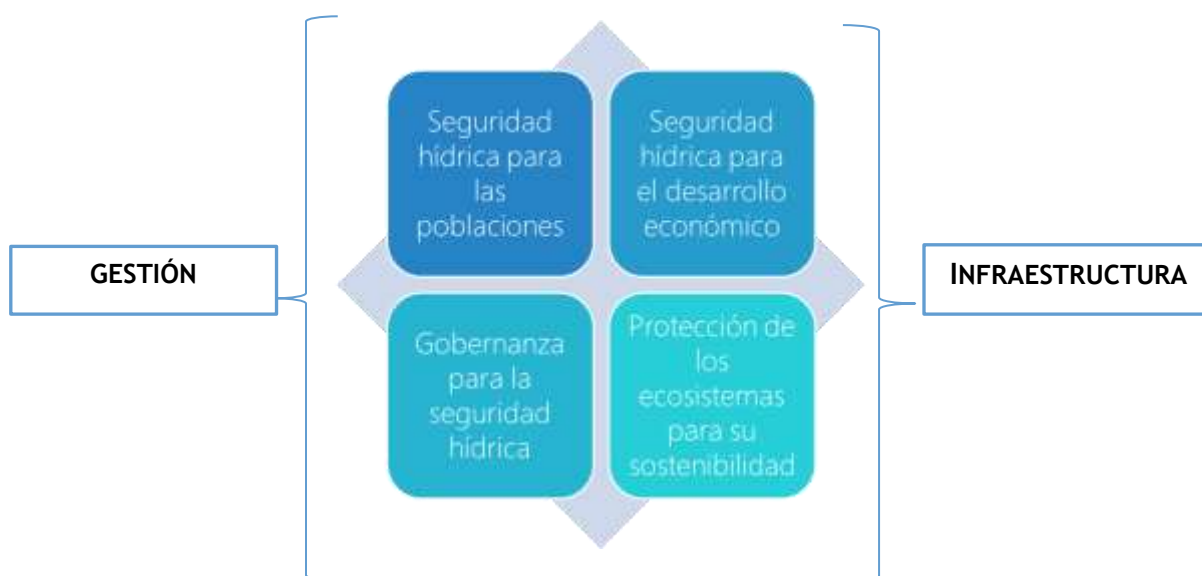 Seguridad
hídrica para
las
poblaciones
Seguridad
hídrica para
el desarrollo
económico
GESTIÓN
INFRAESTRUCTURA
Gobernanza
para la
seguridad
hídrica
Protección de
los
ecosistemas
para su
sostenibilidad